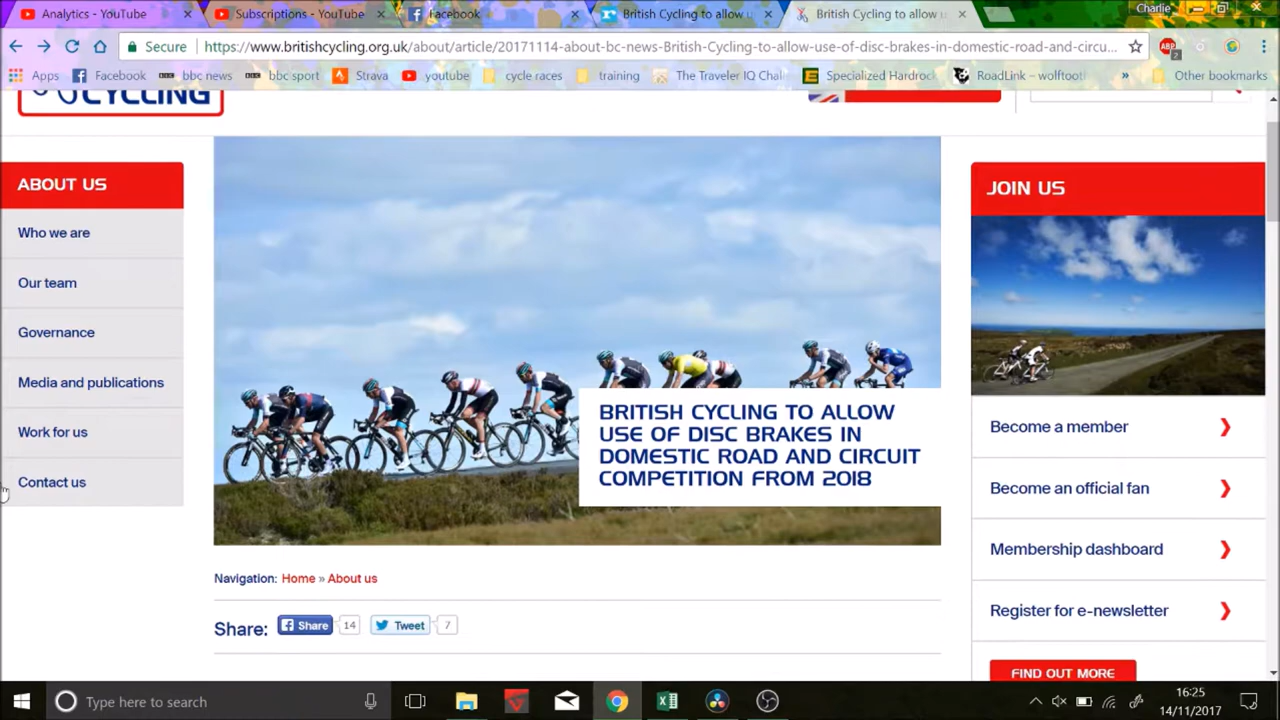 Analytics - YouTube
Subscriptions - YouTube
Facebook
British Cycling to allow u
British Cycling to allow u
Charlie
Secure
https://www.britishcycling.org.uk/about/article/20171114-about-bc-news-British-Cycling-to-allow-use-of-disc-brakes-in-domestic-road-and-circu...
Apps
Facebook
bbc news
bbc sport
Strava
youtube
cycle races
training
The Traveler IQ Chal
Specialized Hardrock
RoadLink – wolftoot
»
Other bookmarks
CYCLING
ABOUT US
Who we are
Our team
Governance
Media and publications
Work for us
Contact us
BRITISH CYCLING TO ALLOW
USE OF DISC BRAKES IN
DOMESTIC ROAD AND CIRCUIT
COMPETITION FROM 2018
Navigation: Home » About us
Share:
Share
14
Tweet
7
JOIN US
Become a member
Become an official fan
Membership dashboard
Register for e-newsletter
FIND OUT MORE
Type here to search
16:25
14/11/2017